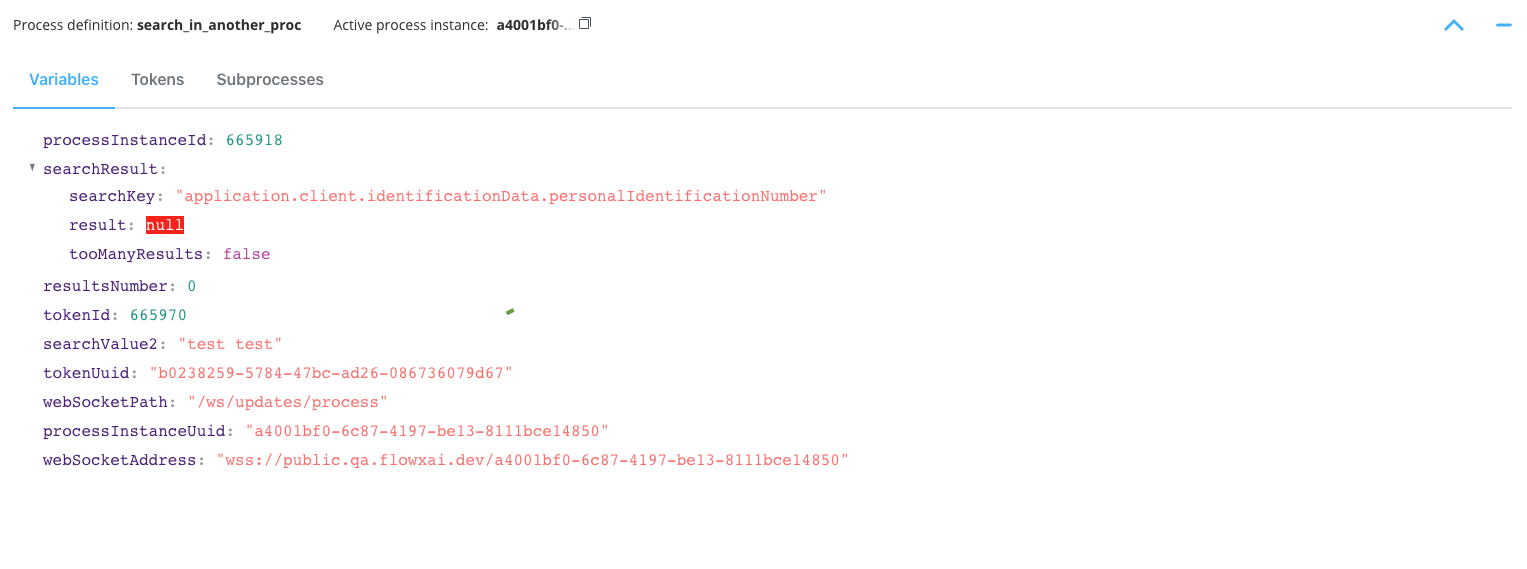 Process definition: search_in_another_proc Active process instance: a4001bf0-...
Variables Tokens Subprocesses
processInstanceId: 665918
searchResult:
searchKey: "application.client.identificationData.personalIdentificationNumber"
result: null
tooManyResults: false
resultsNumber: 0
tokenId: 665970
searchValue2: "test test"
tokenUuid: "b0238259-5784-47bc-ad26-086736079d67"
webSocketPath: "/ws/updates/process"
processInstanceUuid: "a4001bf0-6c87-4197-be13-8111bce14850"
webSocketAddress: "wss://public.qa.flowxai.dev/a4001bf0-6c87-4197-be13-8111bce14850"